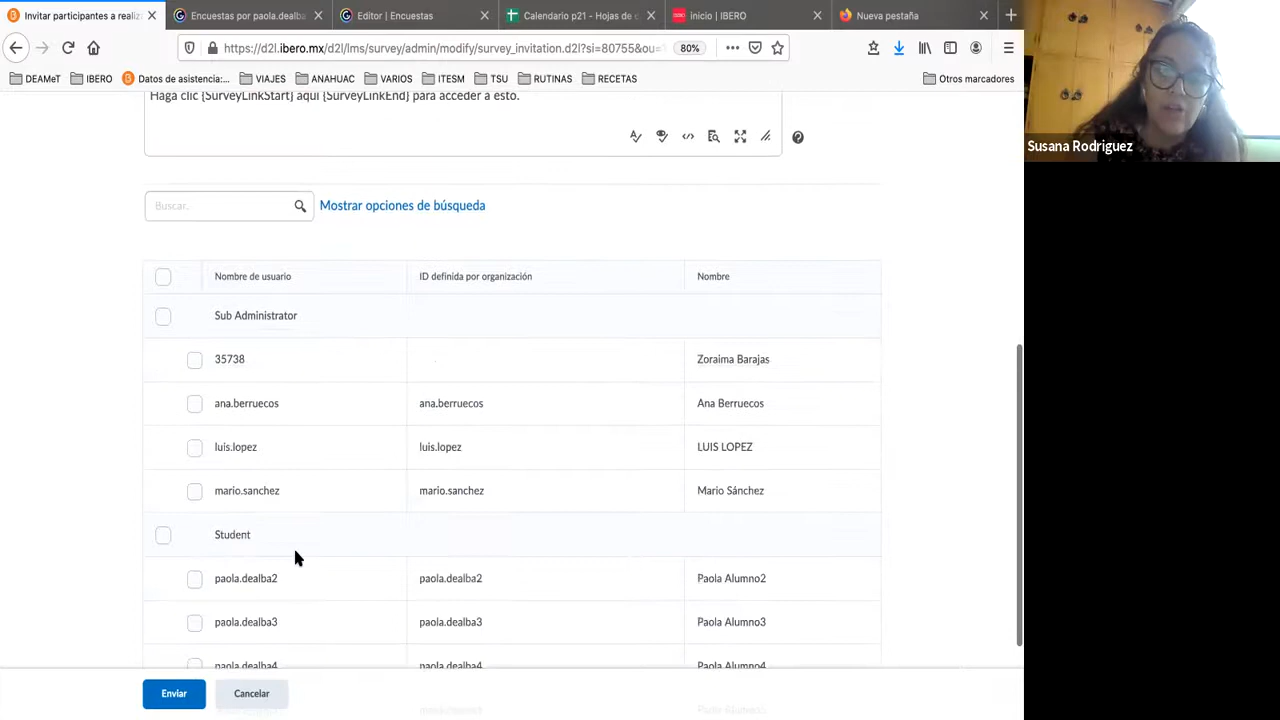 Invitar participantes a realiz
Encuestas por paola.dealba
Editor | Encuestas
Calendario p21 - Hojas de c
Inicio | IBERO
Nueva pestaña
https://d2l.ibero.mx/d2l/lms/survey/admin/modify/survey_invitation.d2l?si=80755&ou=
80%
DEAMeT
IBERO
Datos de asistencia:...
VIAJES
ANAHUAC
VARIOS
ITESM
TSU
RUTINAS
RECETAS
Otros marcadores
Haga clic {SurveyLinkStart} aquí {SurveyLinkEnd} para acceder a esto.
Susana Rodriguez
Buscar..
Mostrar opciones de búsqueda
Nombre de usuario ID definida por organización Nombre
Sub Administrator
35738 Zoraima Barajas
ana.berruecos ana.berruecos Ana Berruecos
luis.lopez luis.lopez LUIS LOPEZ
mario.sanchez mario.sanchez Mario Sánchez
Student
paola.dealba2 paola.dealba2 Paola Alumno2
paola.dealba3 paola.dealba3 Paola Alumno3
paola.dealba4 paola.dealba4 Paola Alumno4
Enviar
Cancelar